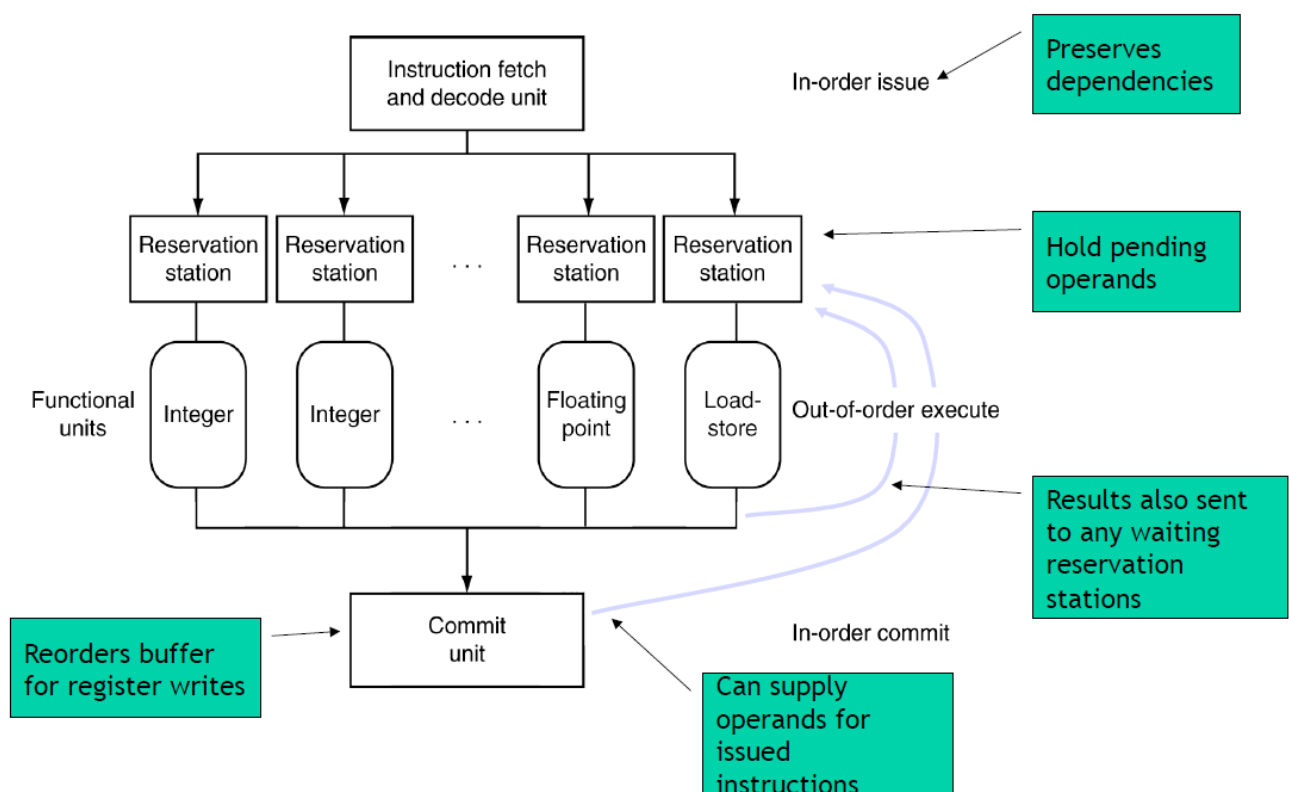 Instruction fetch
and decode unit
In-order issue
Preserves
dependencies
Reservation
station
Reservation
station
. . .
Reservation
station
Reservation
station
Hold pending
operands
Functional
units
Integer
Integer
. . .
Floating
point
Load-
store
Out-of-order execute
Results also sent
to any waiting
reservation
stations
Commit
unit
In-order commit
Reorders buffer
for register writes
Can supply
operands for
issued
instructions